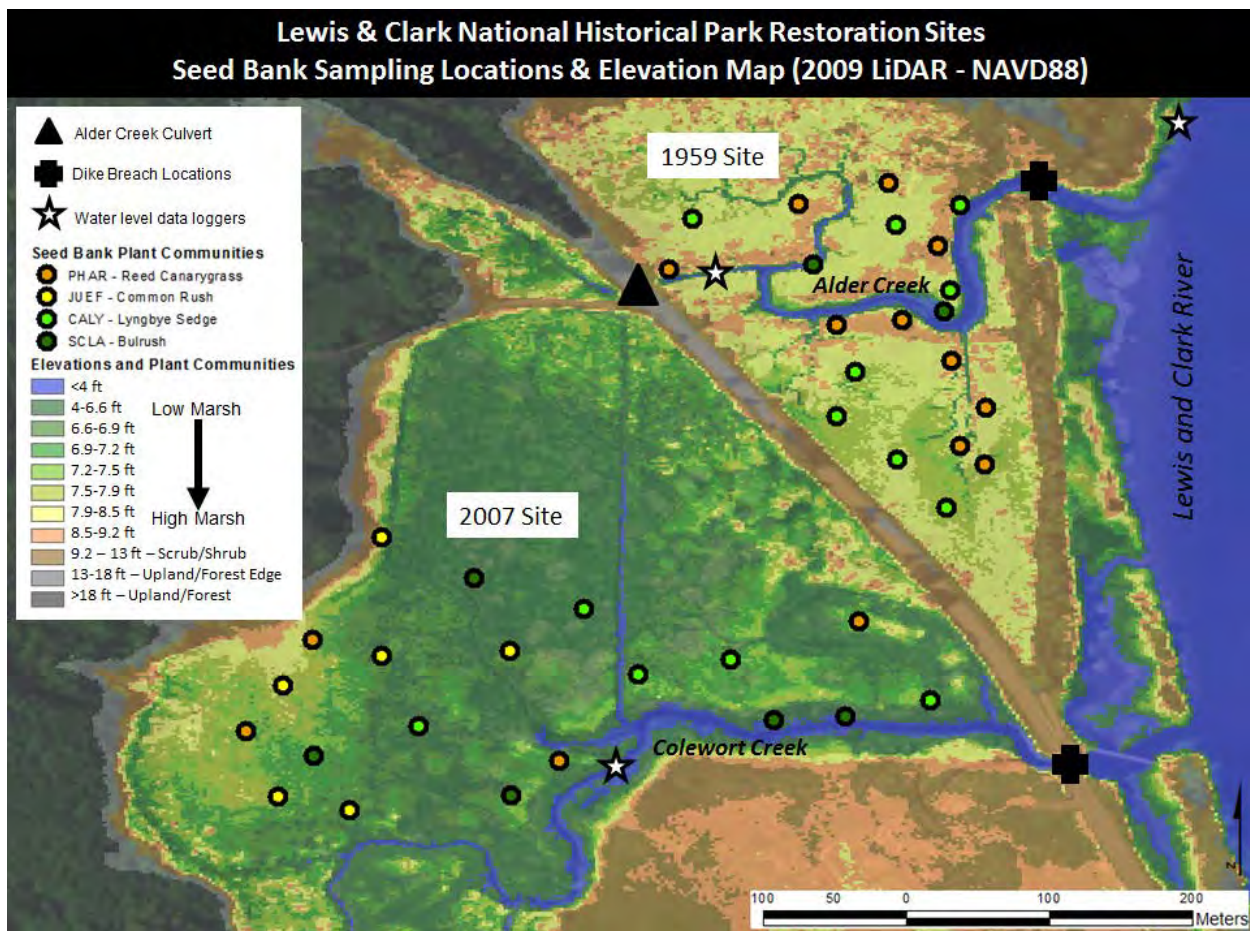 Lewis & Clark National Historical Park Restoration Sites
Seed Bank Sampling Locations & Elevation Map (2009 LiDAR - NAVD88)
Alder Creek Culvert
Dike Breach Locations
Water level data loggers
Seed Bank Plant Communities
PHAR - Reed Canarygrass
JUEF - Common Rush
CALY - Lyngbye Sedge
SCLA - Bulrush
Elevations and Plant Communities
<4 ft
4-6.6 ft
6.6-6.9 ft
6.9-7.2 ft
7.2-7.5 ft
7.5-7.9 ft
7.9-8.5 ft
8.5-9.2 ft
9.2 – 13 ft – Scrub/Shrub
13-18 ft – Upland/Forest Edge
>18 ft – Upland/Forest
Low Marsh
High Marsh
1959 Site
Alder Creek
Lewis and Clark River
2007 Site
Colewort Creek
N
100 50 0 100 200
Meters